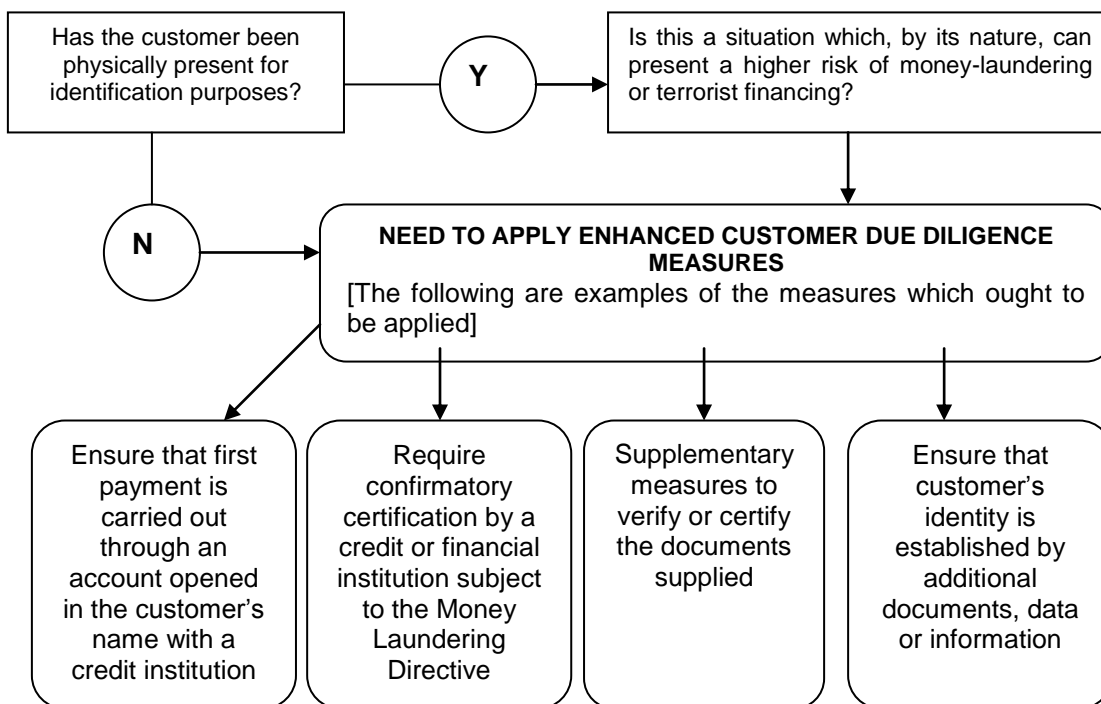 Has the customer been
physically present for
identification purposes?
Y
Is this a situation which, by its nature, can
present a higher risk of money-laundering
or terrorist financing?
N
NEED TO APPLY ENHANCED CUSTOMER DUE DILIGENCE
MEASURES
[The following are examples of the measures which ought to
be applied]
Ensure that first
payment is
carried out
through an
account opened
in the customer’s
name with a
credit institution
Require
confirmatory
certification by a
credit or financial
institution subject
to the Money
Laundering
Directive
Supplementary
measures to
verify or certify
the documents
supplied
Ensure that
customer’s
identity is
established by
additional
documents, data
or information